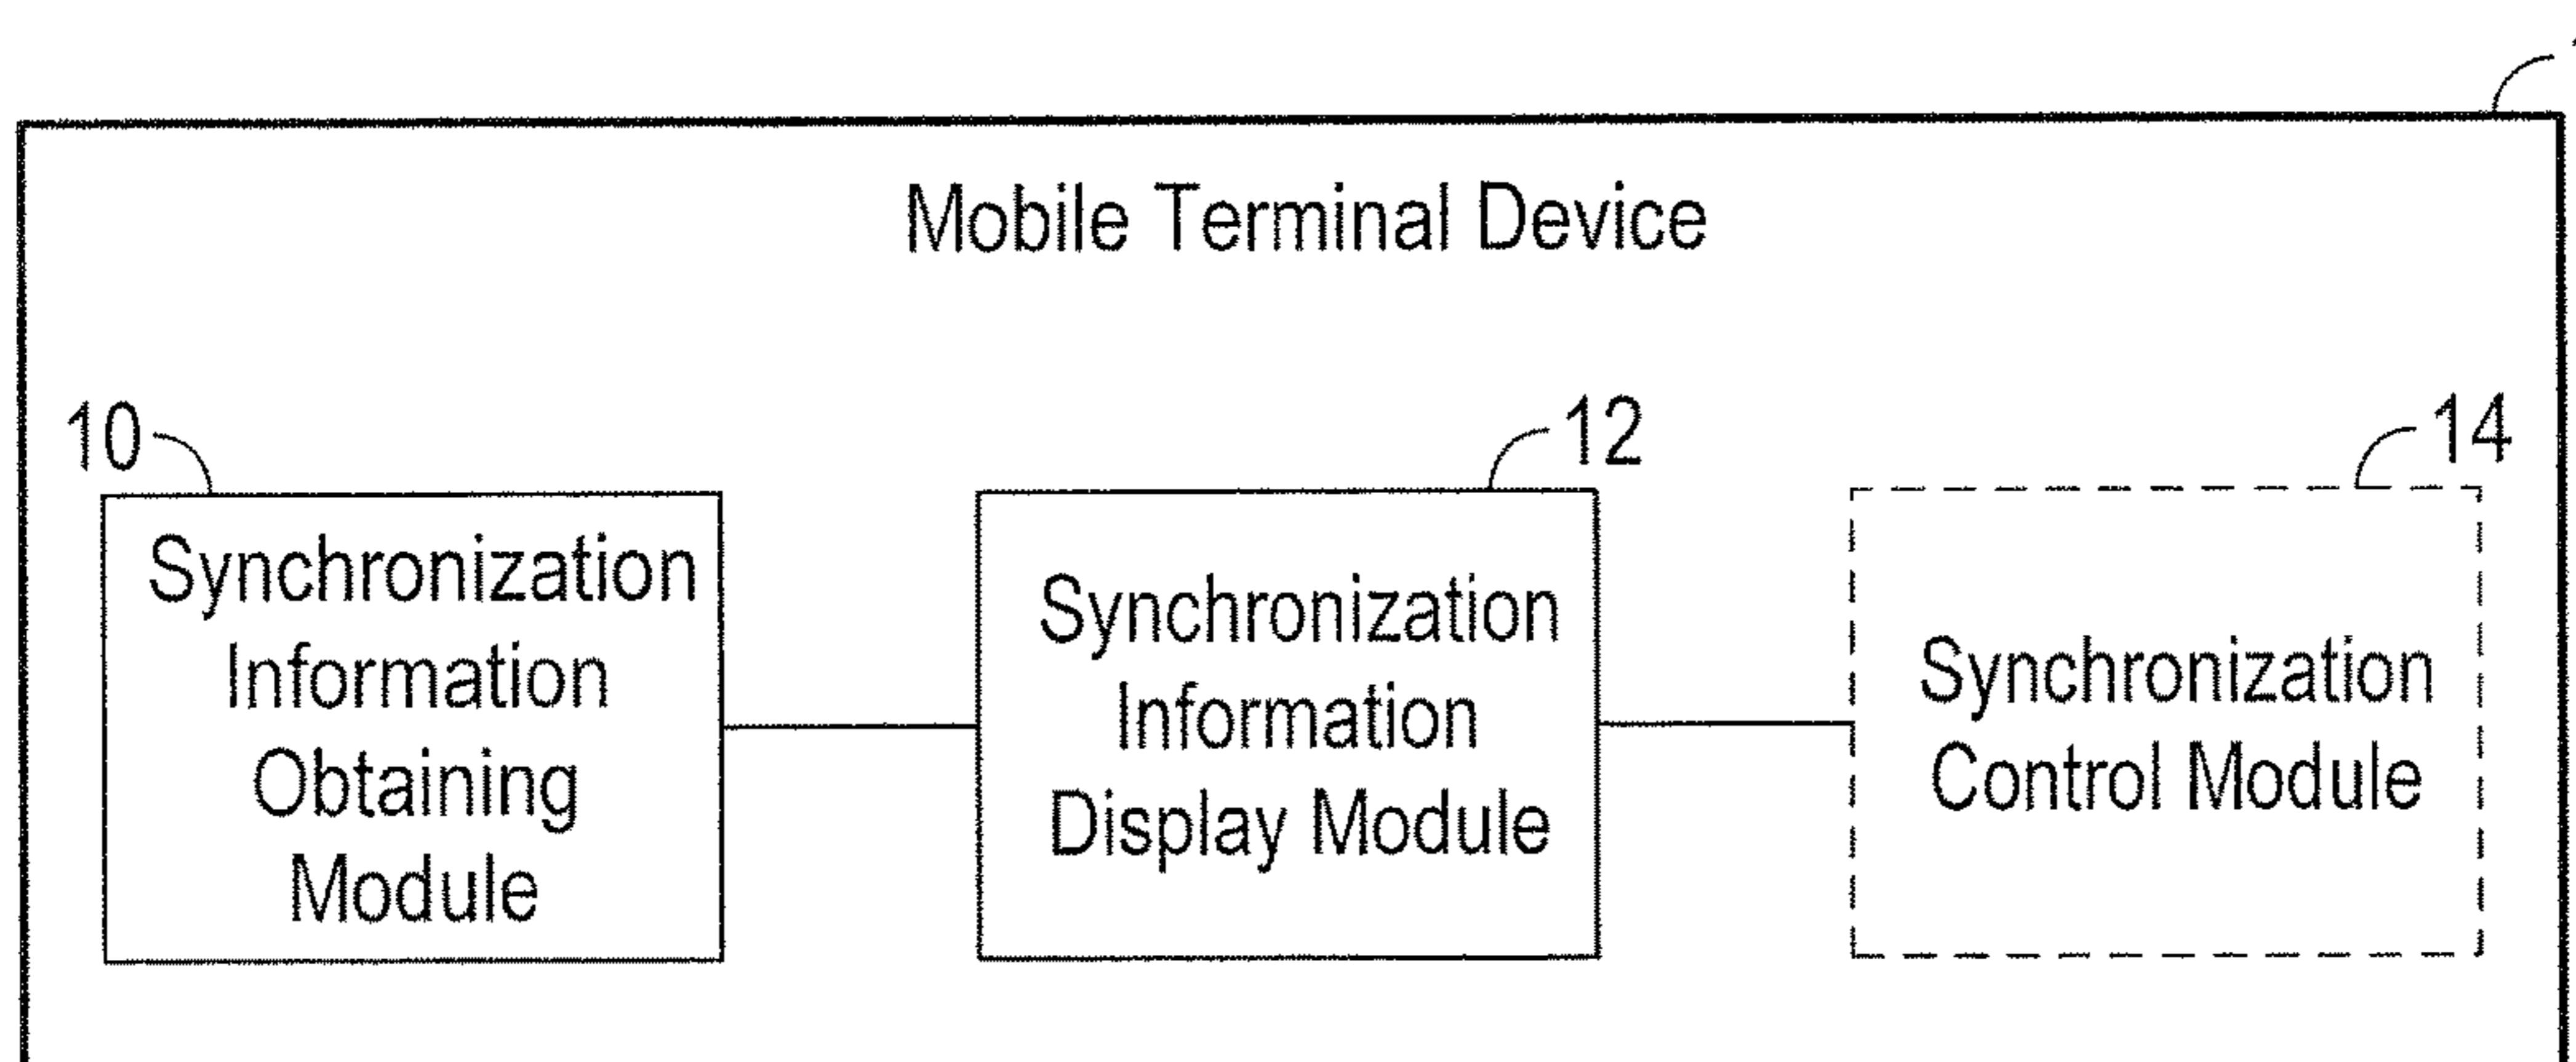 Mobile Terminal Device
10
12
14
Synchronization
Information
Obtaining
Module
Synchronization
Information
Display Module
Synchronization
Control Module